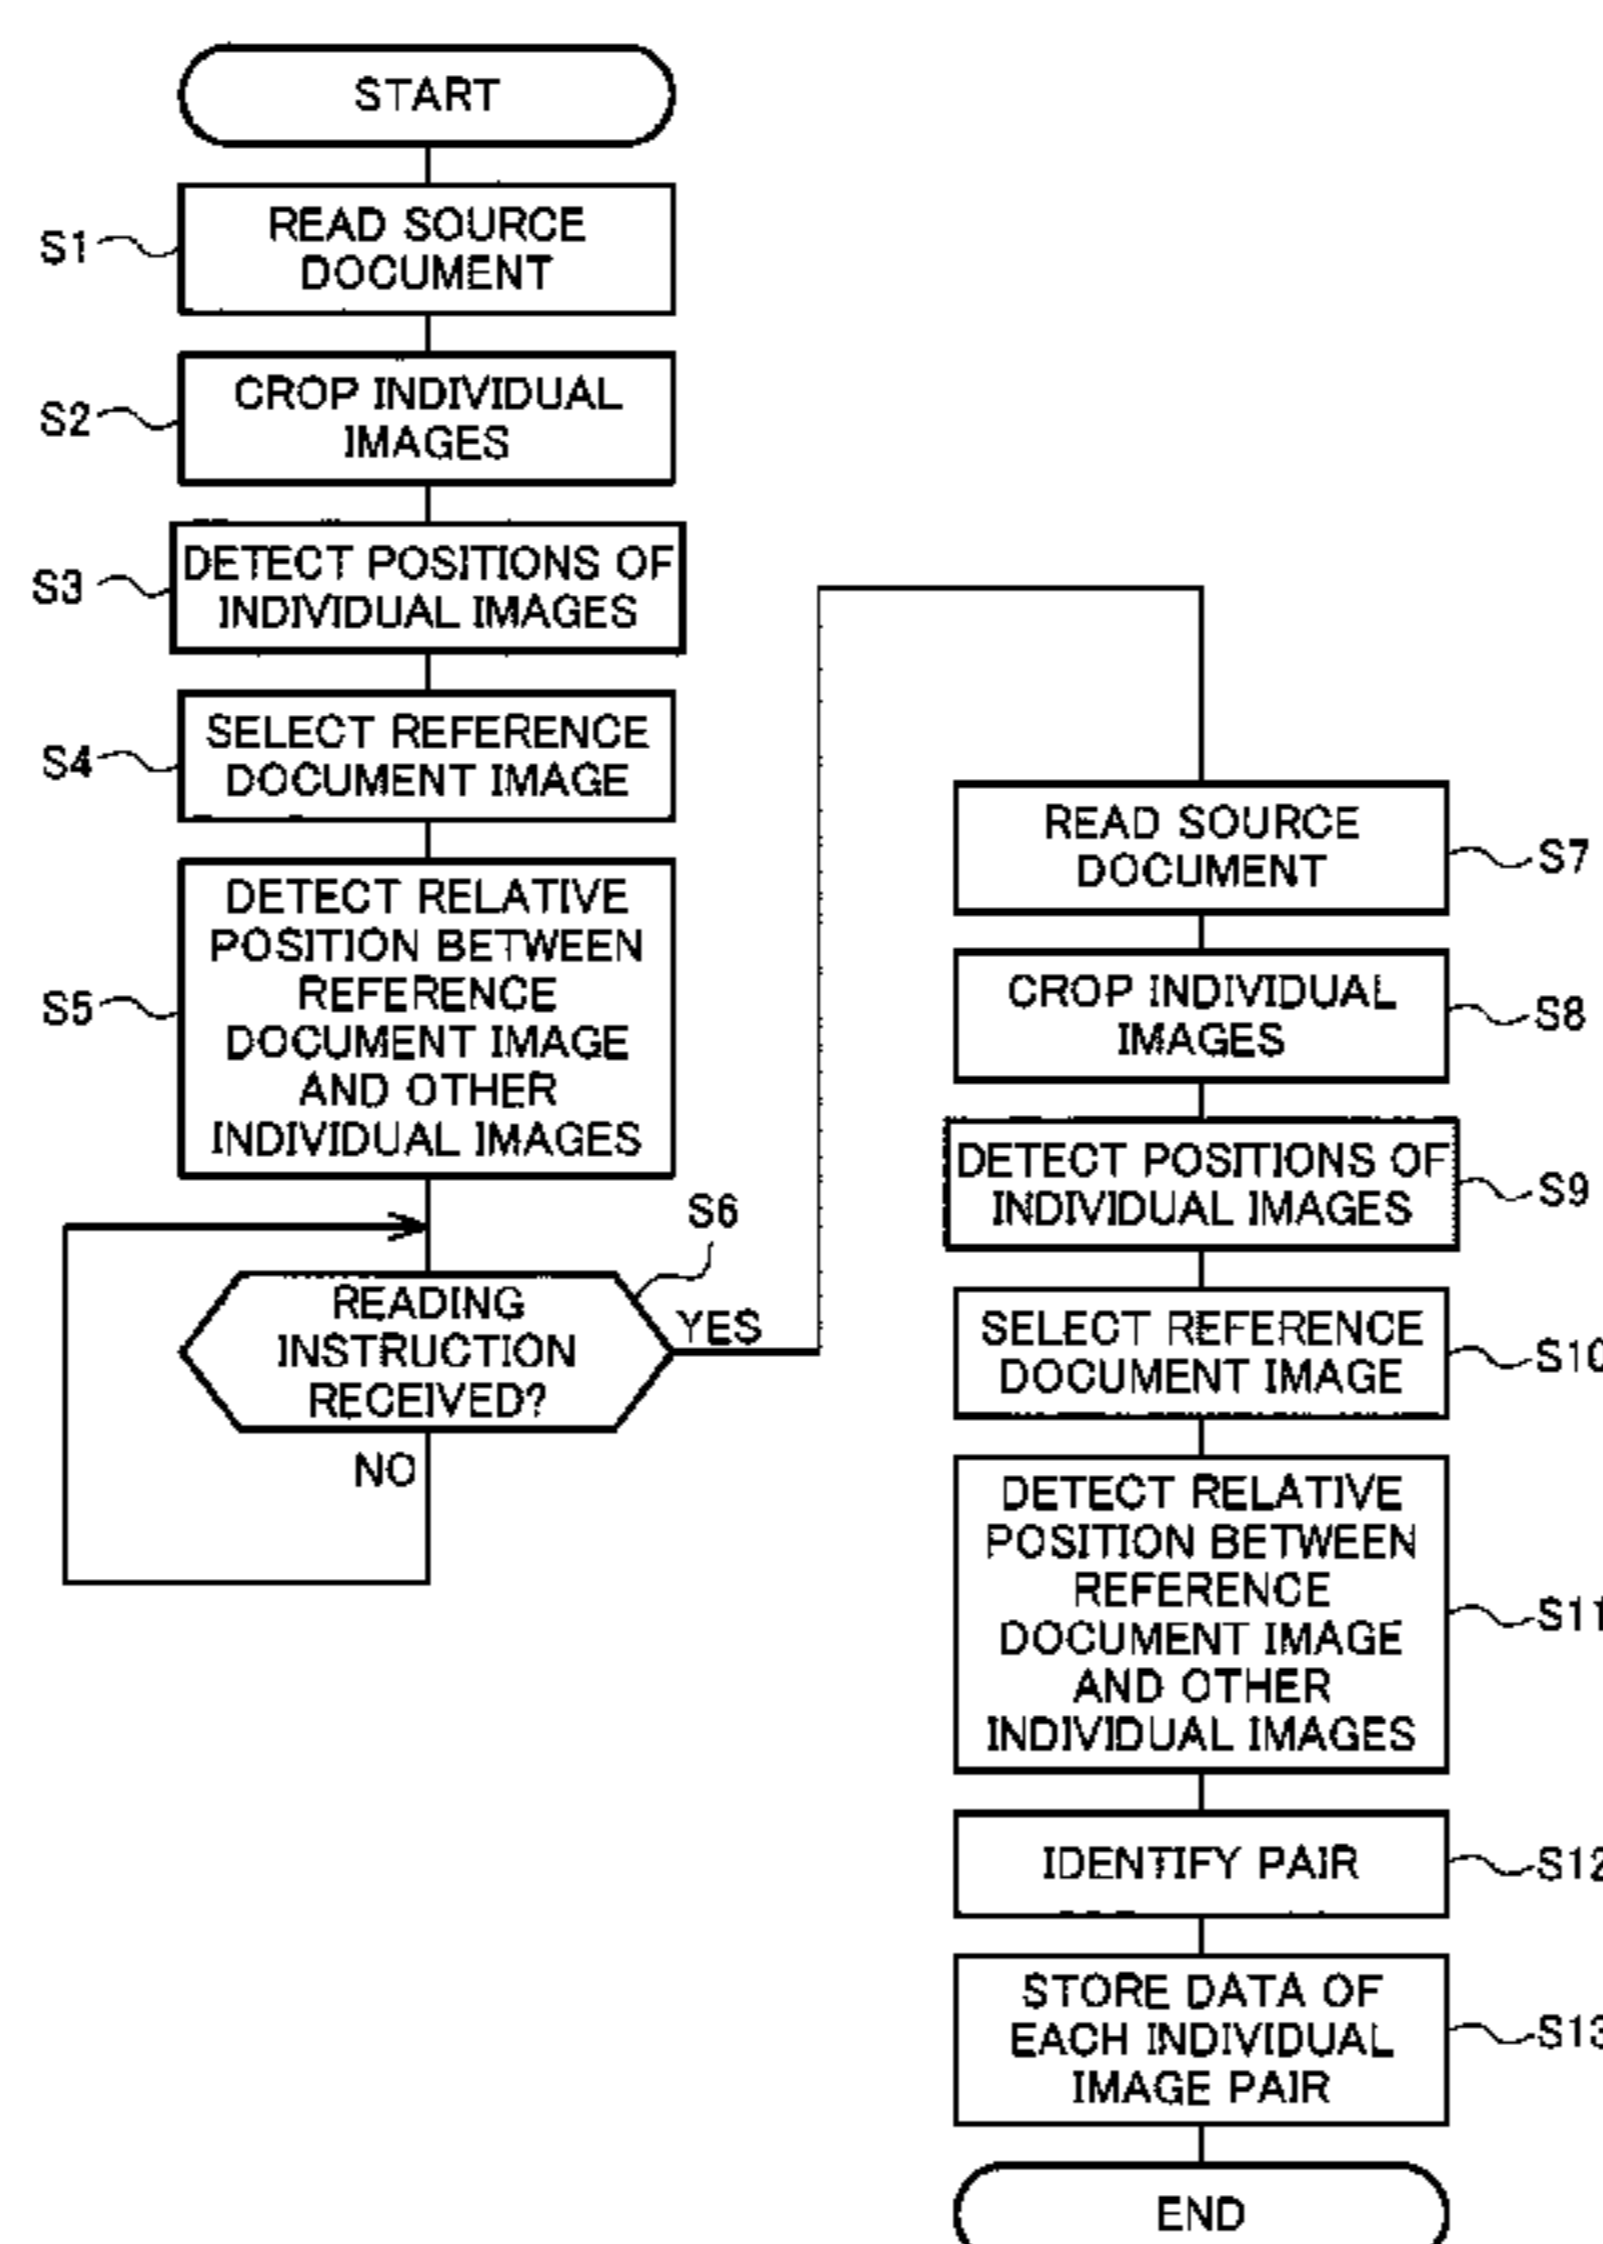 START
S1
READ SOURCE
DOCUMENT
S2
CROP INDIVIDUAL
IMAGES
S3
DETECT POSITIONS OF
INDIVIDUAL IMAGES
S4
SELECT REFERENCE
DOCUMENT IMAGE
S5
DETECT RELATIVE
POSITION BETWEEN
REFERENCE
DOCUMENT IMAGE
AND OTHER
INDIVIDUAL IMAGES
S6
READING
INSTRUCTION
RECEIVED?
YES
NO
READ SOURCE
DOCUMENT
S7
CROP INDIVIDUAL
IMAGES
S8
DETECT POSITIONS OF
INDIVIDUAL IMAGES
S9
SELECT REFERENCE
DOCUMENT IMAGE
S10
DETECT RELATIVE
POSITION BETWEEN
REFERENCE
DOCUMENT IMAGE
AND OTHER
INDIVIDUAL IMAGES
S11
IDENTIFY PAIR
S12
STORE DATA OF
EACH INDIVIDUAL
IMAGE PAIR
S13
END